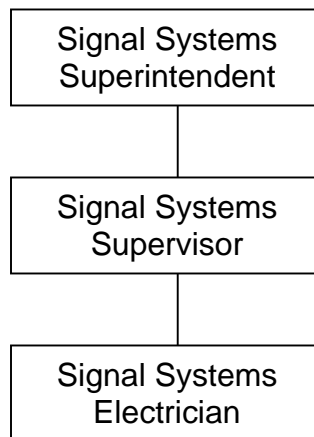 Signal Systems
Superintendent
Signal Systems
Supervisor
Signal Systems
Electrician